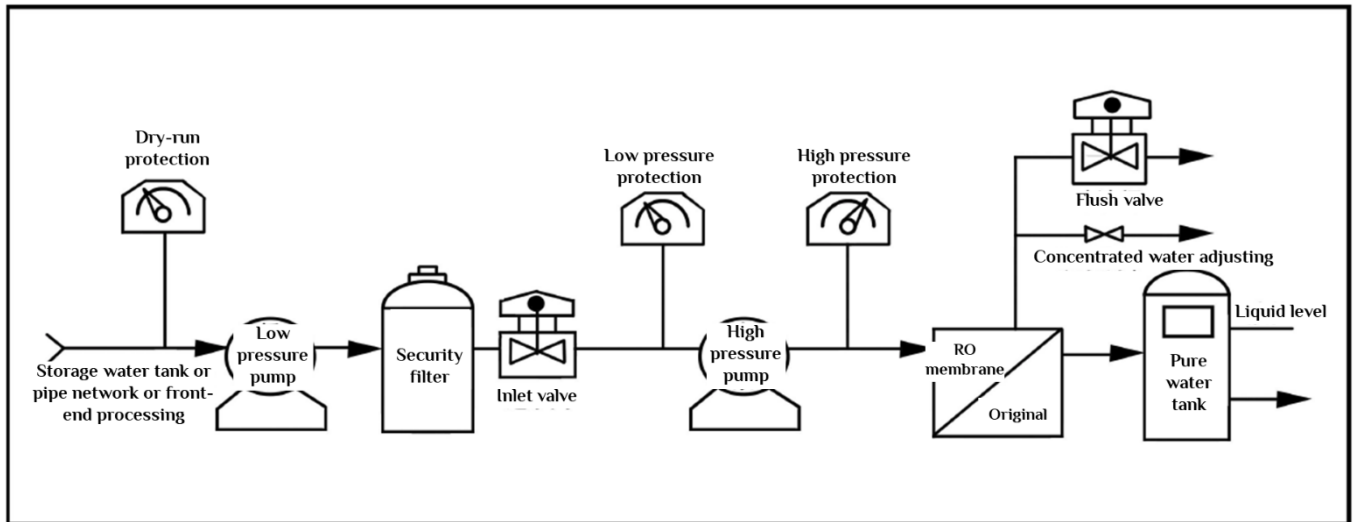 Dry-run
protection
Low pressure
protection
High pressure
protection
Flush valve
Concentrated water adjusting
Liquid level
Storage water tank or
pipe network or front-
end processing
Low
pressure
pump
Security
filter
Inlet valve
High
pressure
pump
RO
membrane
Original
Pure
water
tank